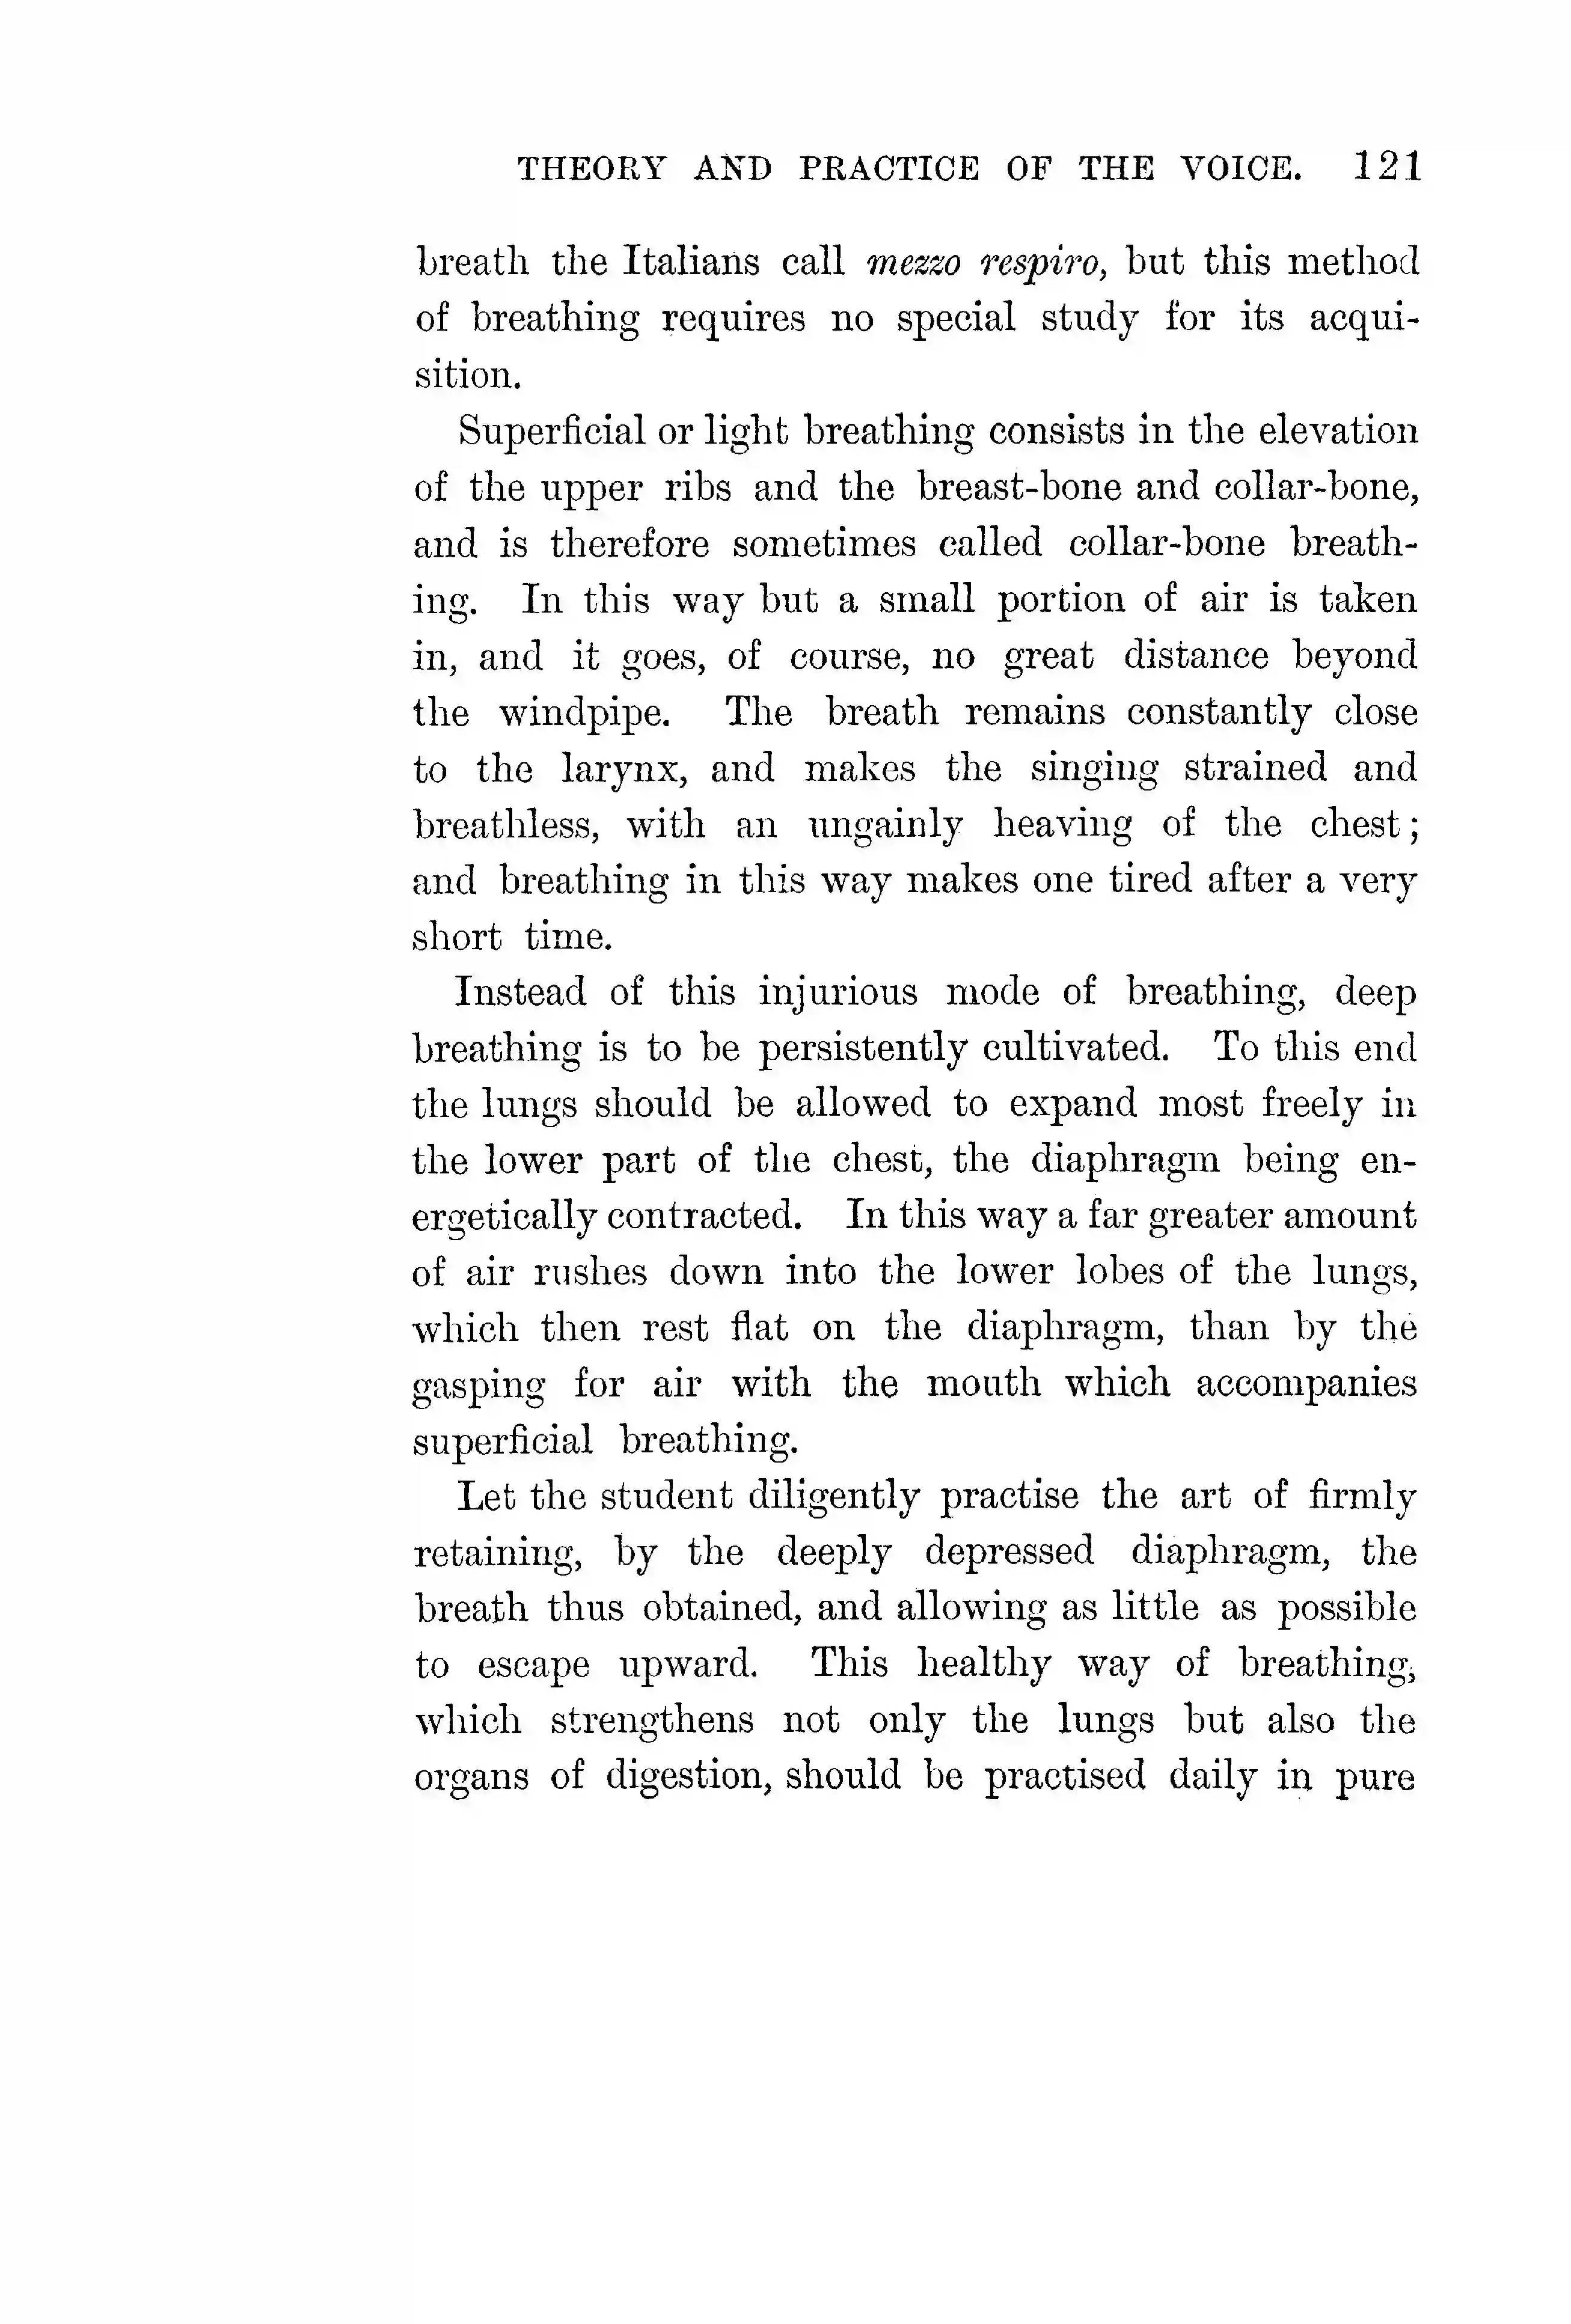 THEORY AND PRACTICE OF THE VOICE. 121
breath the Italians call mezzo respiro, but this method
of breathing requires no special study for its acqui-
sition.
Superficial or light breathing consists in the elevation
of the upper ribs and the breast-bone and collar-bone,
and is therefore sometimes called collar-bone breath-
ing. In this way but a small portion of air is taken
in, and it goes, of course, no great distance beyond
the windpipe. The breath remains constantly close
to the larynx, and makes the singing strained and
breathless, with an ungainly heaving of the chest;
and breathing in this way makes one tired after a very
short time.
Instead of this injurious mode of breathing, deep
breathing is to be persistently cultivated. To this end
the lungs should be allowed to expand most freely in
the lower part of the chest, the diaphragm being en-
ergetically contracted. In this way a far greater amount
of air rushes down into the lower lobes of the lungs,
which then rest flat on the diaphragm, than by the
gasping for air with the mouth which accompanies
superficial breathing.
Let the student diligently practise the art of firmly
retaining, by the deeply depressed diaphragm, the
breath thus obtained, and allowing as little as possible
to escape upward. This healthy way of breathing,
which strengthens not only the lungs but also the
organs of digestion, should be practised daily in pure